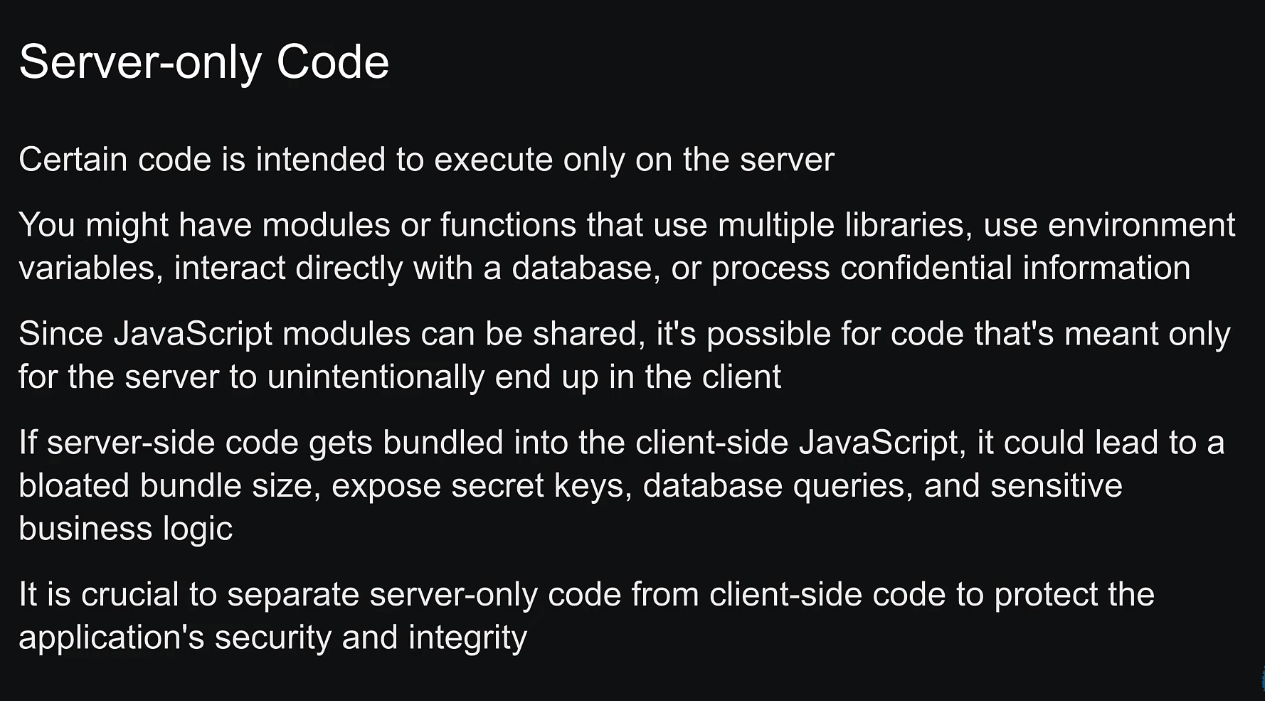 Server-only Code
Certain code is intended to execute only on the server
You might have modules or functions that use multiple libraries, use environment
variables, interact directly with a database, or process confidential information
Since JavaScript modules can be shared, it's possible for code that's meant only
for the server to unintentionally end up in the client
If server-side code gets bundled into the client-side JavaScript, it could lead to a
bloated bundle size, expose secret keys, database queries, and sensitive
business logic
It is crucial to separate server-only code from client-side code to protect the
application's security and integrity